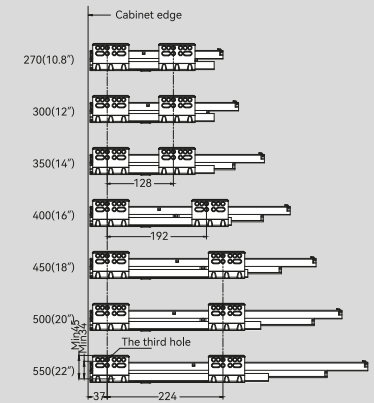 Cabinet edge
270(10.8")
300(12")
350(14")
128
400(16")
192
450(18")
500(20")
Min45
Min34
The third hole
550(22")
37
224